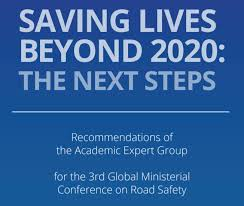 SAVING LIVES
BEYOND 2020:
THE NEXT STEPS
Recommendations of
the Academic Expert Group
for the 3rd Global Ministerial
Conference on Road Safety